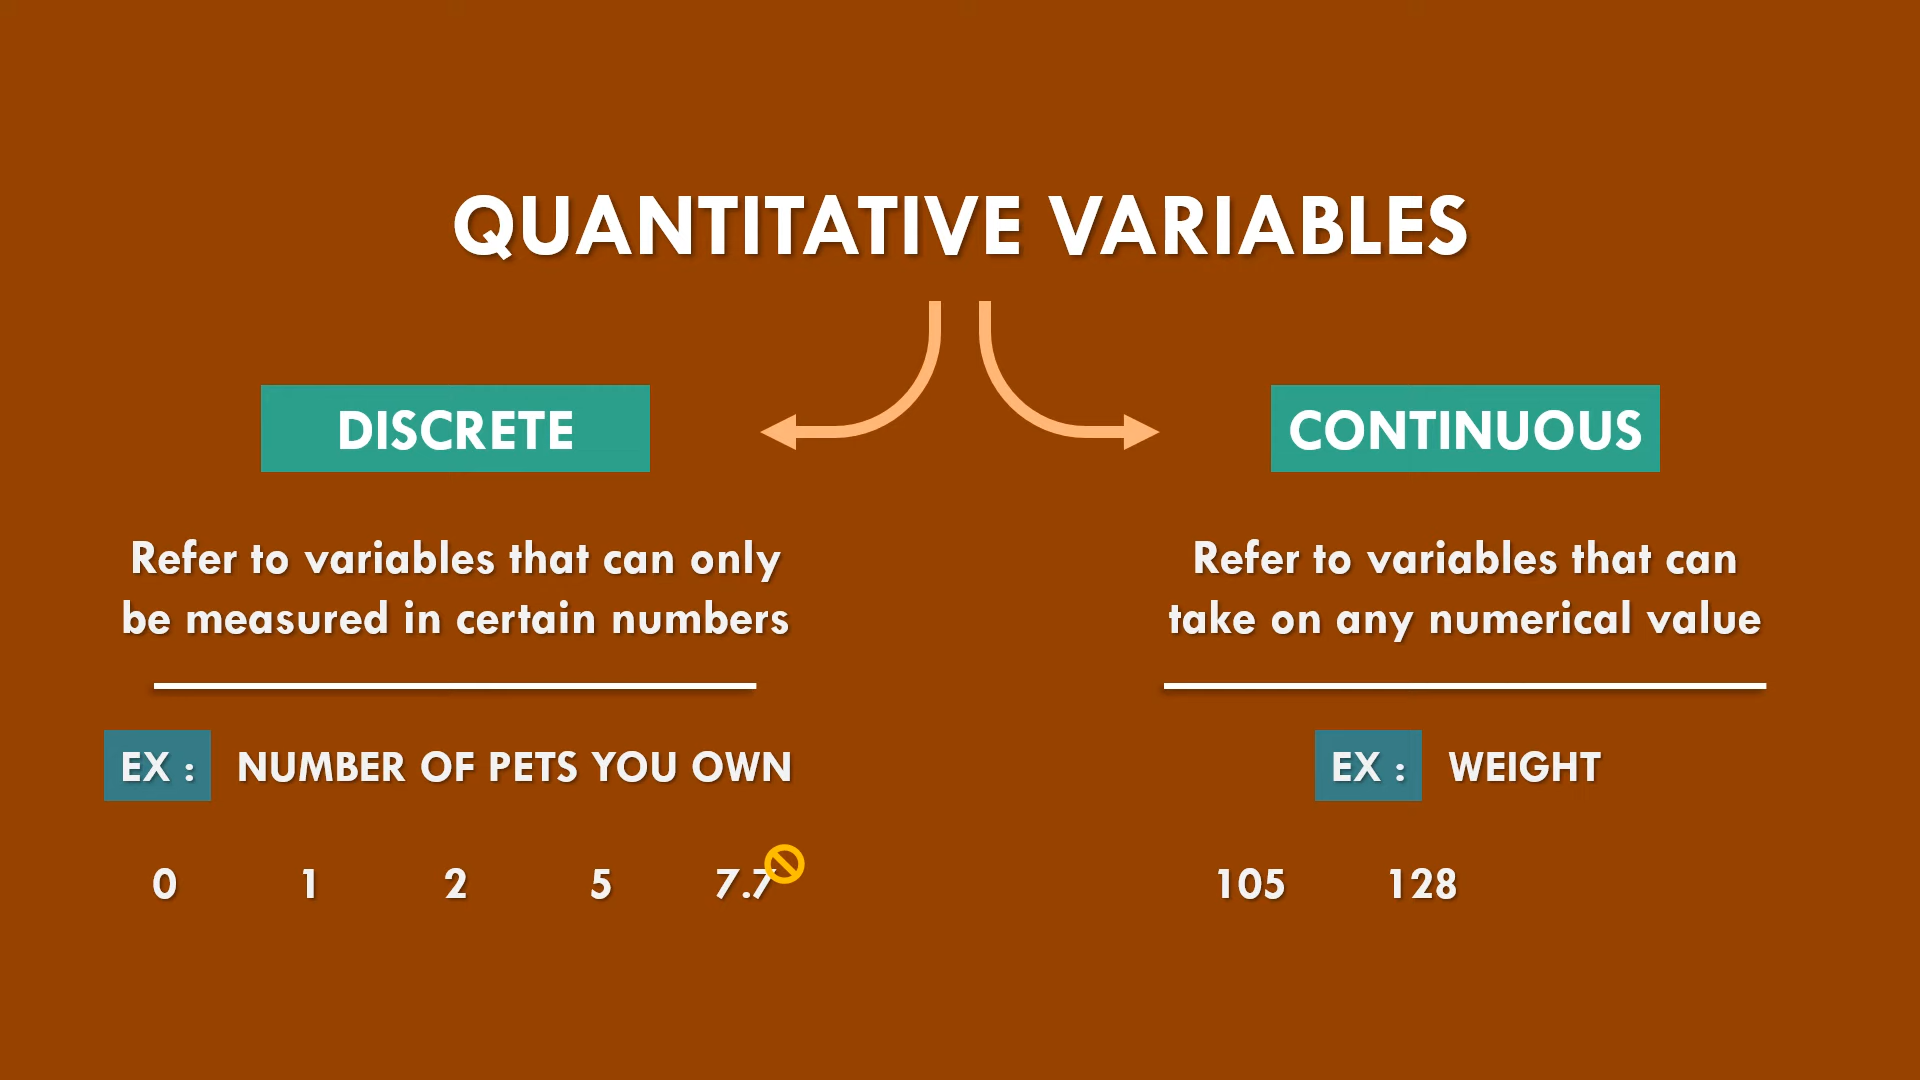 QUANTITATIVE VARIABLES
DISCRETE
Refer to variables that can only
be measured in certain numbers
EX : NUMBER OF PETS YOU OWN
0 1 2 5 7.7
CONTINUOUS
Refer to variables that can
take on any numerical value
EX : WEIGHT
105 128